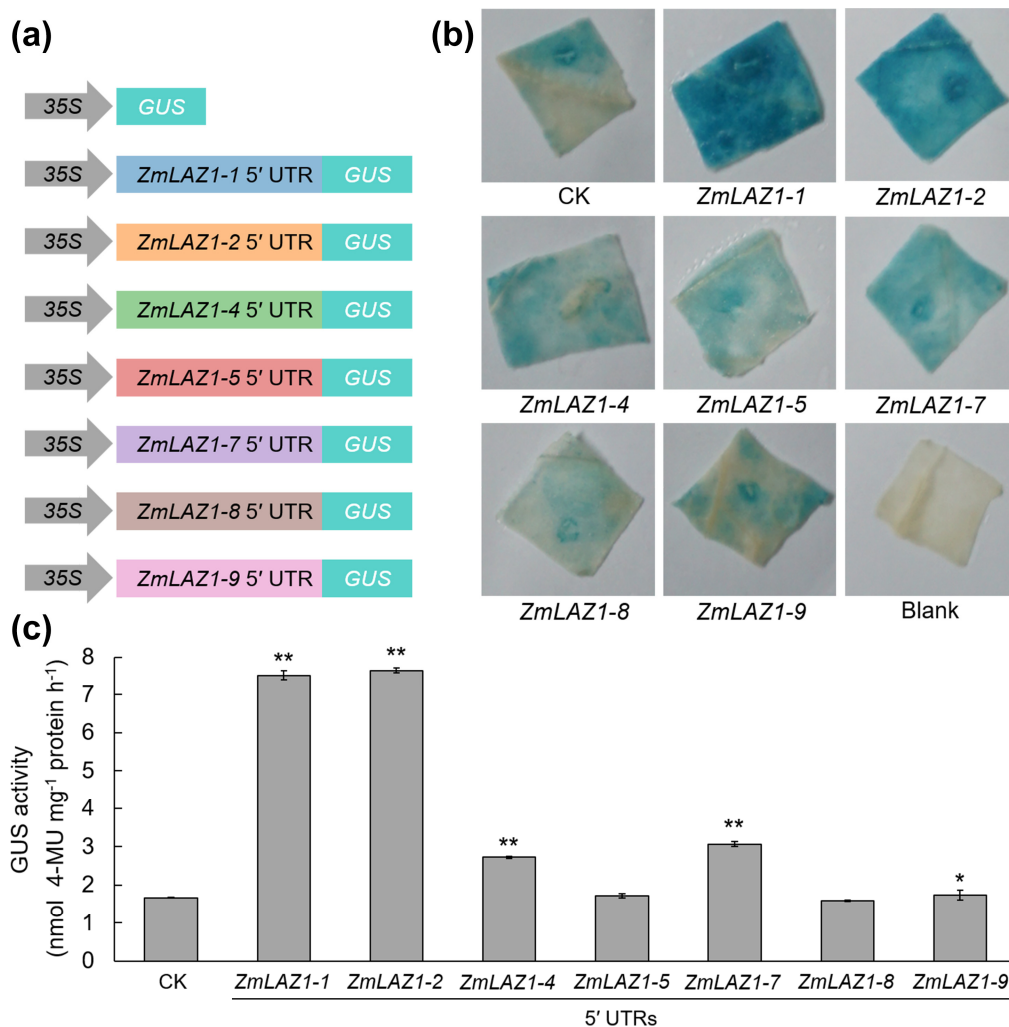 (a)
35S GUS
35S ZmLAZ1-1 5′ UTR GUS
35S ZmLAZ1-2 5′ UTR GUS
35S ZmLAZ1-4 5′ UTR GUS
35S ZmLAZ1-5 5′ UTR GUS
35S ZmLAZ1-7 5′ UTR GUS
35S ZmLAZ1-8 5′ UTR GUS
35S ZmLAZ1-9 5′ UTR GUS
(b)
CK ZmLAZ1-1 ZmLAZ1-2
ZmLAZ1-4 ZmLAZ1-5 ZmLAZ1-7
ZmLAZ1-8 ZmLAZ1-9 Blank
(c)
GUS activity
(nmol 4-MU mg⁻¹ protein h⁻¹)
8
7
6
5
4
3
2
1
0
** ** ** ** *
CK ZmLAZ1-1 ZmLAZ1-2 ZmLAZ1-4 ZmLAZ1-5 ZmLAZ1-7 ZmLAZ1-8 ZmLAZ1-9
5′ UTRs